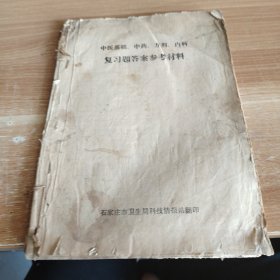 中医基础、中药、方剂、内科
复习题答案参考材料
石家庄市卫生局科技情报站翻印